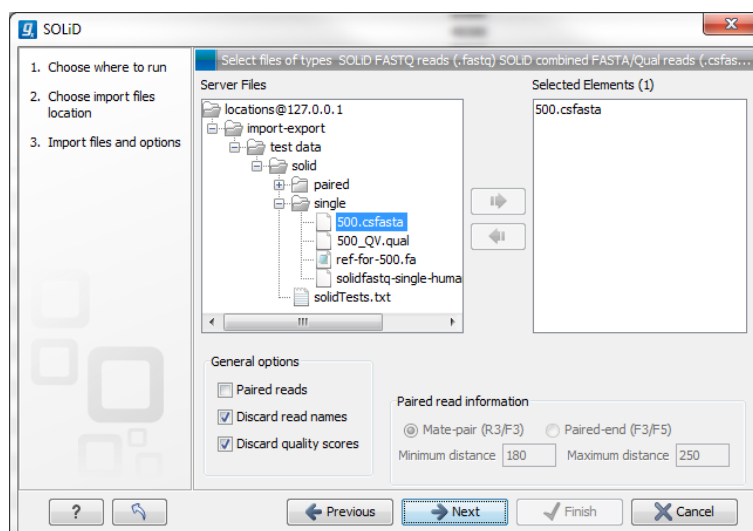 SOLiD
1. Choose where to run
2. Choose import files
location
3. Import files and options
Select files of types SOLiD FASTQ reads (.fastq) SOLiD combined FASTA/Qual reads (.csfas...
Server Files
locations@127.0.0.1
import-export
test data
solid
paired
single
500.csfasta
500_QV.qual
ref-for-500.fa
solidfastq-single-huma
solidTests.txt
Selected Elements (1)
500.csfasta
General options
Paired reads
Discard read names
Discard quality scores
Paired read information
Mate-pair (R3/F3) Paired-end (F3/F5)
Minimum distance 180 Maximum distance 250
? Previous Next Finish Cancel